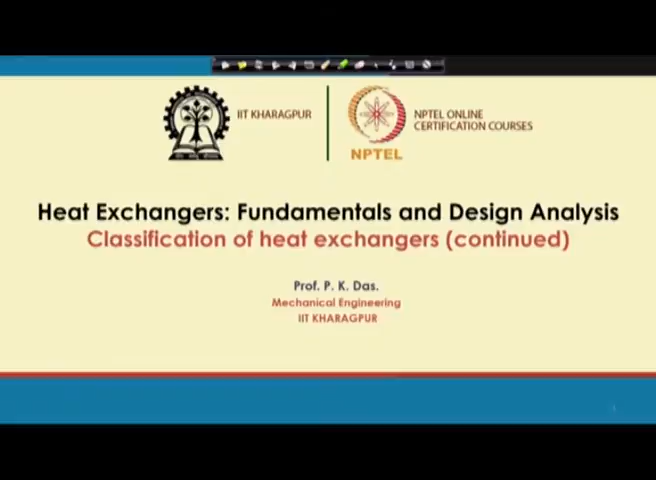 IIT KHARAGPUR
NPTEL ONLINE
CERTIFICATION COURSES
NPTEL
Heat Exchangers: Fundamentals and Design Analysis
Classification of heat exchangers (continued)
Prof. P. K. Das.
Mechanical Engineering
IIT KHARAGPUR